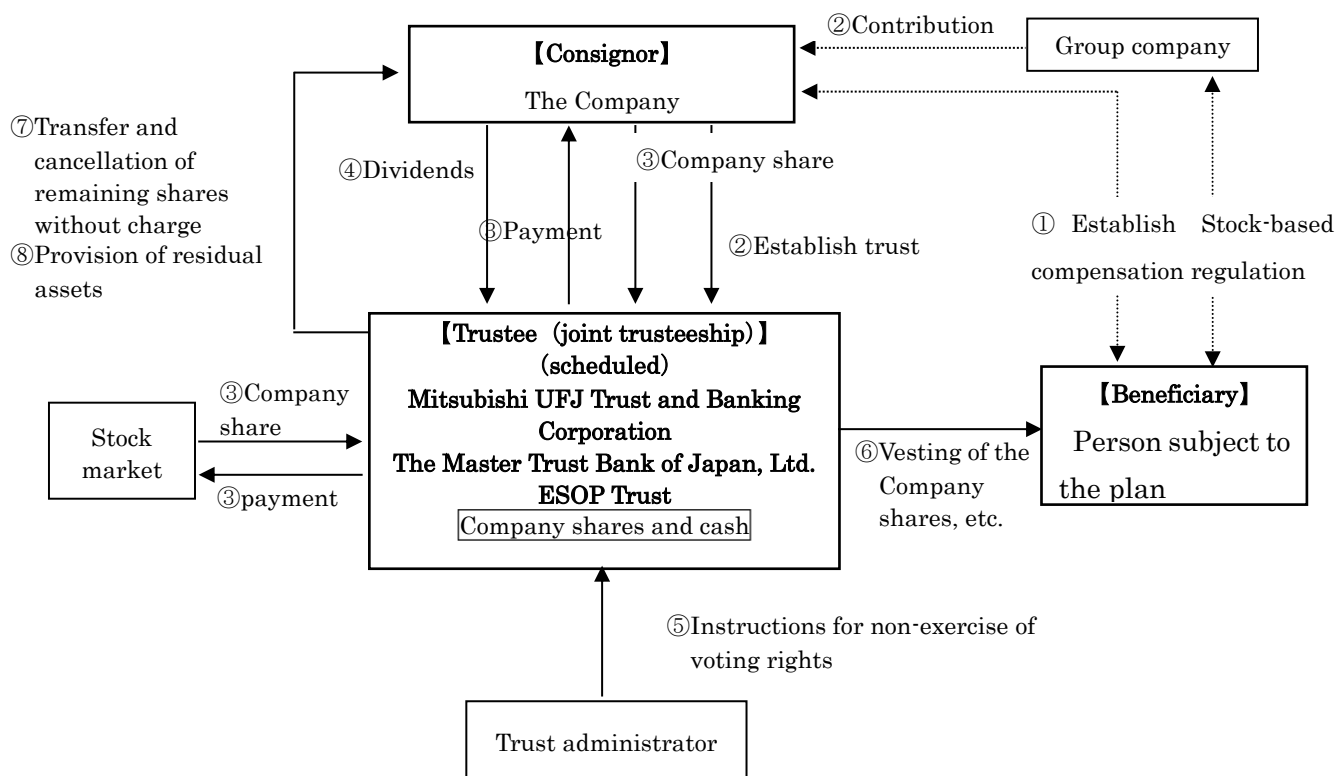 ②Contribution
Group company
【Consignor】
The Company
⑦Transfer and
cancellation of
remaining shares
without charge
⑧Provision of residual
assets
④Dividends
③Payment
③Company share
②Establish trust
① Establish Stock-based
compensation regulation
【Trustee (joint trusteeship)】
(scheduled)
Mitsubishi UFJ Trust and Banking
Corporation
The Master Trust Bank of Japan, Ltd.
ESOP Trust
Company shares and cash
③Company
share
Stock
market
③payment
⑥Vesting of the
Company
shares, etc.
【Beneficiary】
Person subject to
the plan
⑤Instructions for non-exercise of
voting rights
Trust administrator